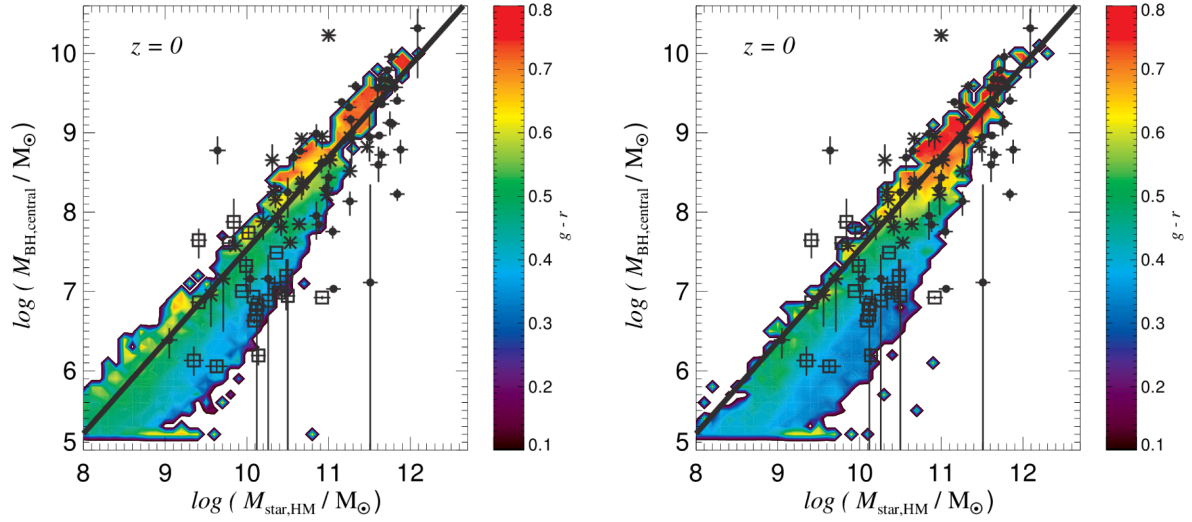 z = 0
log ( M_BH,central / M_⊙ )
10
9
8
7
6
5
8 9 10 11 12
log ( M_star,HM / M_⊙ )
0.8
0.7
0.6
0.5
0.4
0.3
0.2
0.1
g - r
z = 0
log ( M_BH,central / M_⊙ )
10
9
8
7
6
5
8 9 10 11 12
log ( M_star,HM / M_⊙ )
0.8
0.7
0.6
0.5
0.4
0.3
0.2
0.1
g - r